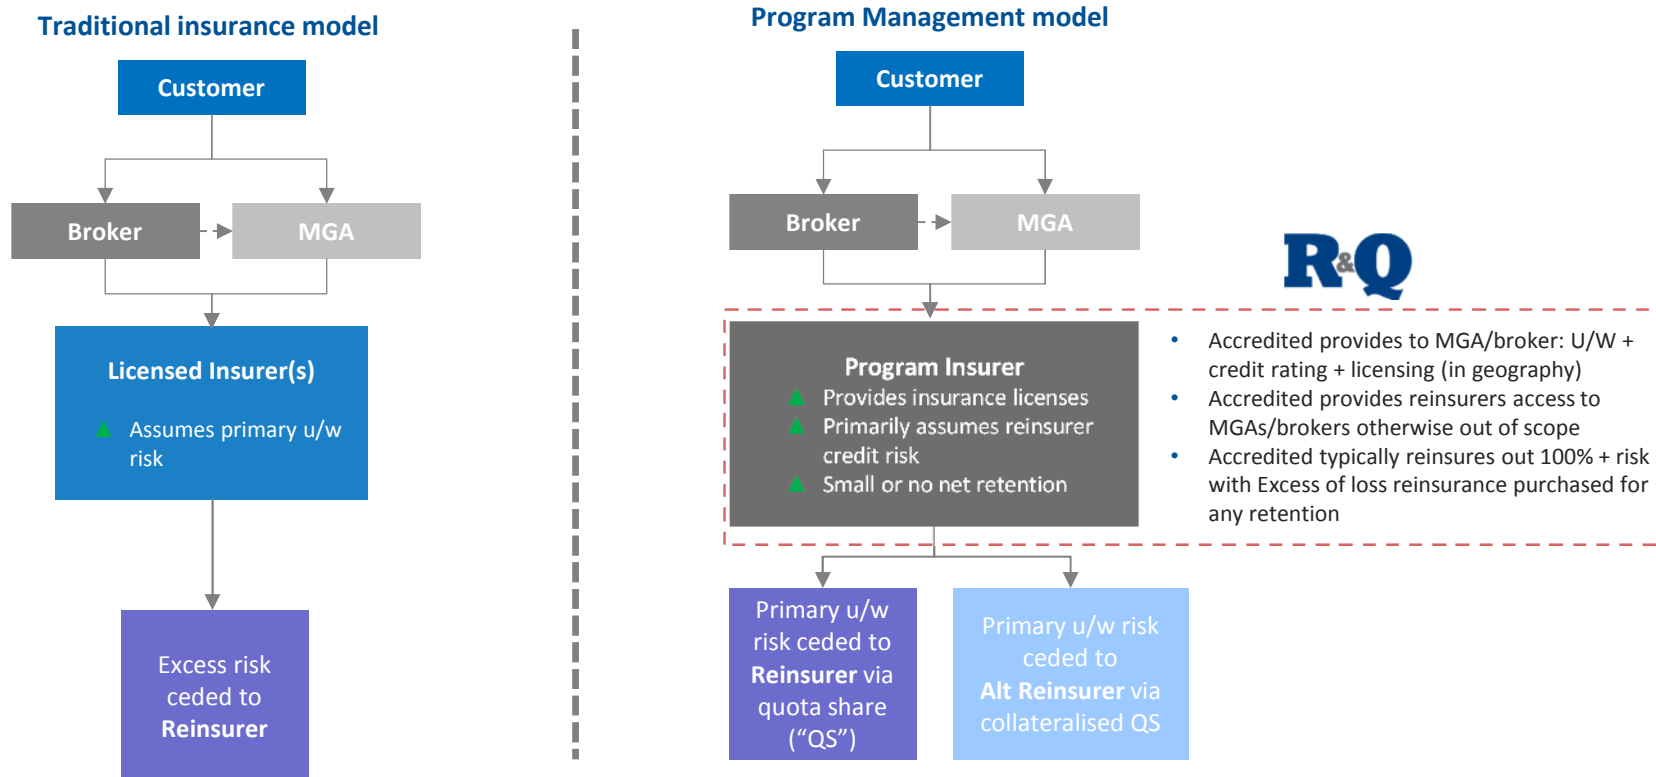 Traditional insurance model
Customer
Broker
MGA
Licensed Insurer(s)
Assumes primary u/w
risk
Excess risk
ceded to
Reinsurer
Program Management model
Customer
Broker
MGA
R&Q
Program Insurer
Provides insurance licenses
Primarily assumes reinsurer
credit risk
Small or no net retention
• Accredited provides to MGA/broker: U/W +
credit rating + licensing (in geography)
• Accredited provides reinsurers access to
MGAs/brokers otherwise out of scope
• Accredited typically reinsures out 100% + risk
with Excess of loss reinsurance purchased for
any retention
Primary u/w
risk ceded to
Reinsurer via
quota share
(“QS”)
Primary u/w risk
ceded to
Alt Reinsurer via
collateralised QS